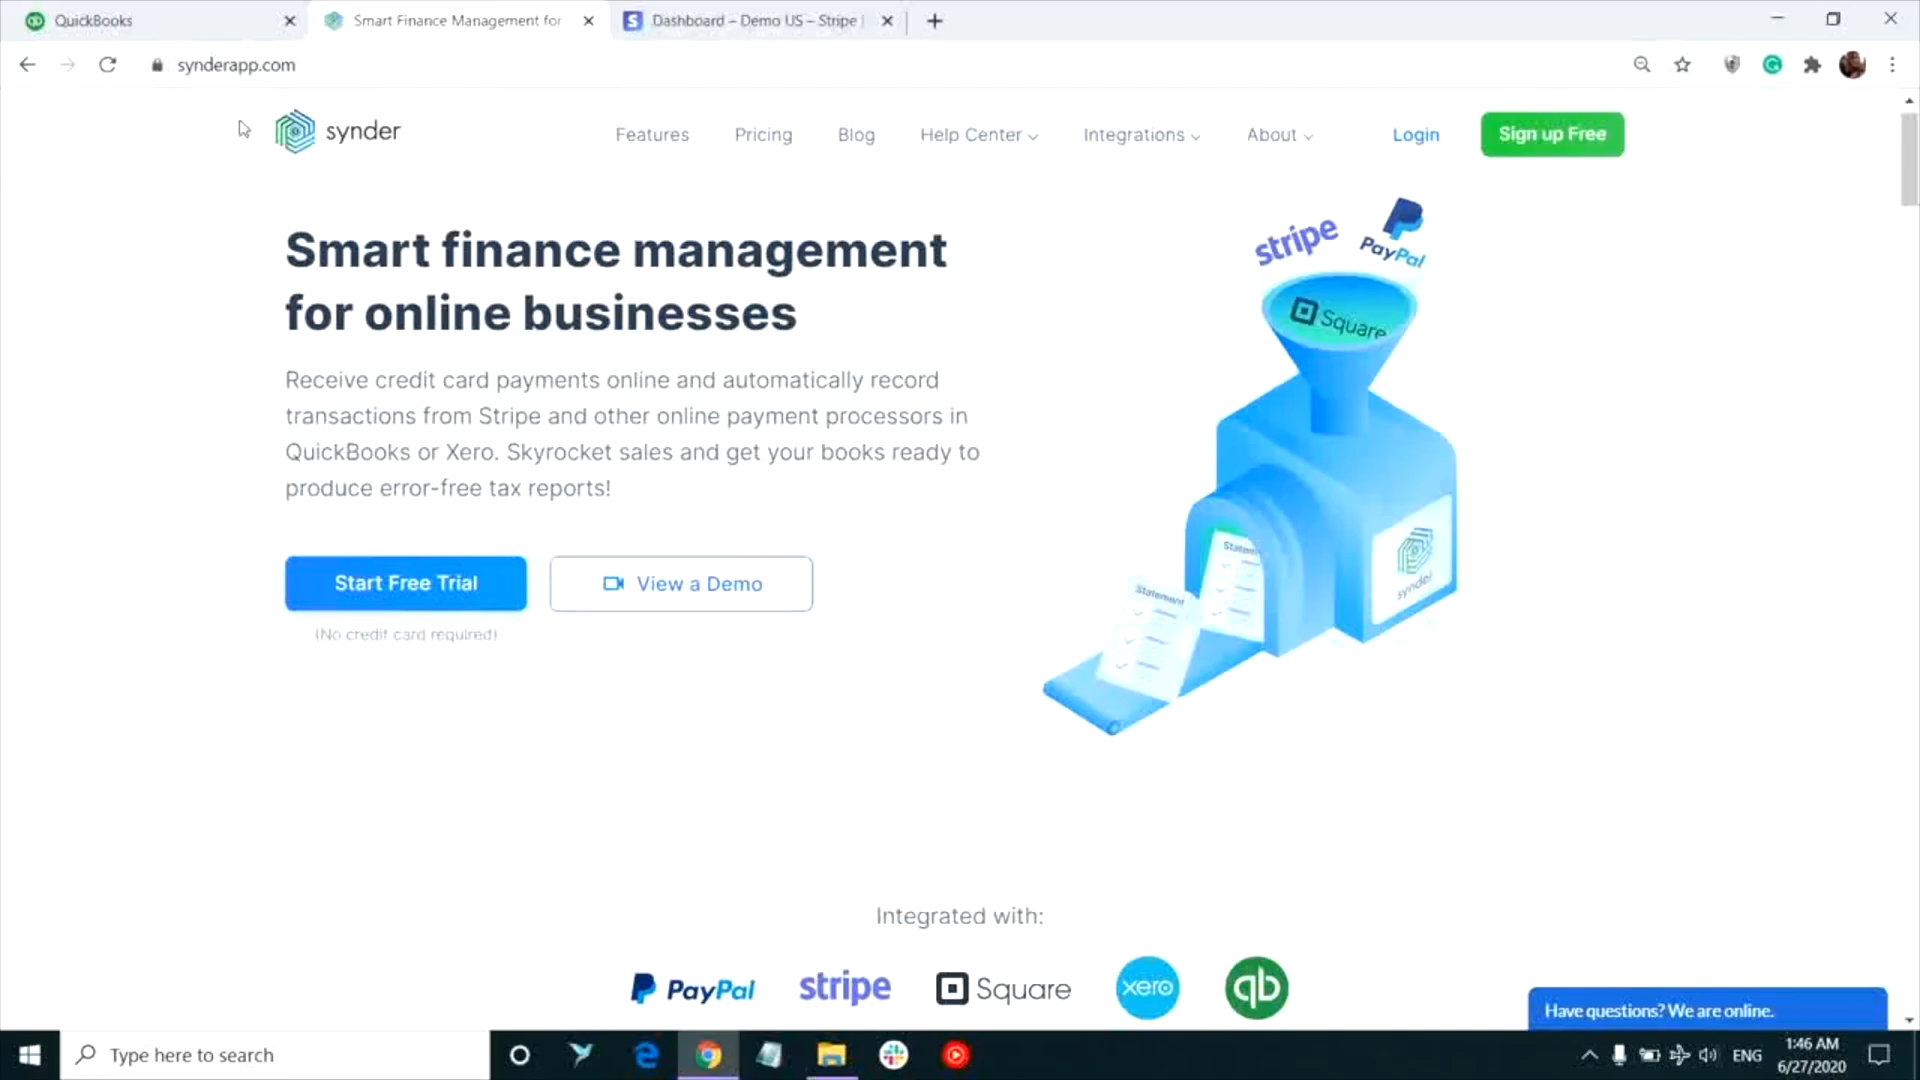 QuickBooks
Smart Finance Management for
Dashboard – Demo US – Stripe
synderapp.com
synder
Features
Pricing
Blog
Help Center
Integrations
About
Login
Sign up Free
Smart finance management
for online businesses
Receive credit card payments online and automatically record
transactions from Stripe and other online payment processors in
QuickBooks or Xero. Skyrocket sales and get your books ready to
produce error-free tax reports!
Start Free Trial
View a Demo
(No credit card required)
stripe
PayPal
Square
Statement
synder
Statement
Integrated with:
PayPal
stripe
Square
xero
qb
Have questions? We are online.
Type here to search
ENG
1:46 AM
6/27/2020